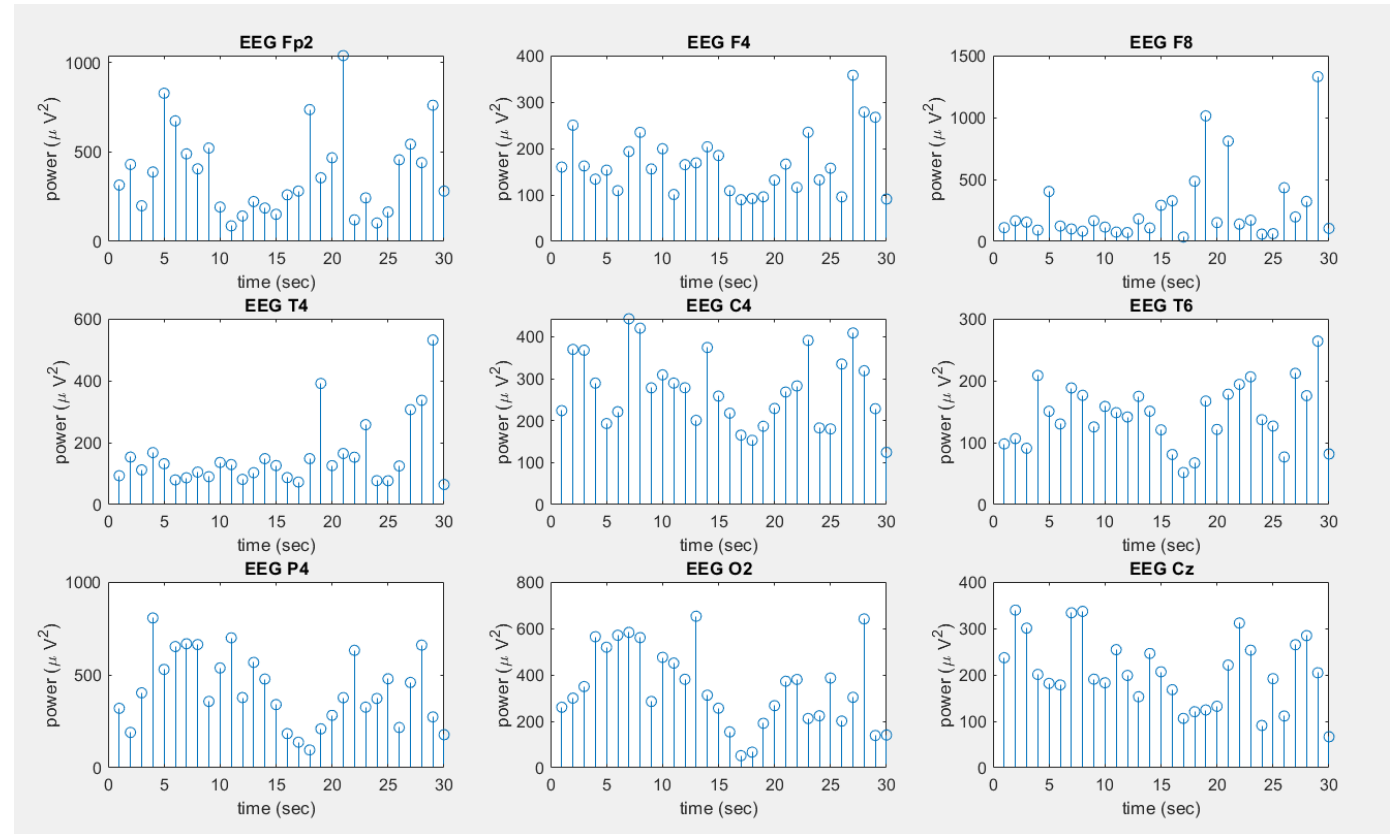 EEG Fp2
1000
500
0
power (μ V²)
0 5 10 15 20 25 30
time (sec)
EEG F4
400
300
200
100
0
power (μ V²)
0 5 10 15 20 25 30
time (sec)
EEG F8
1500
1000
500
0
power (μ V²)
0 5 10 15 20 25 30
time (sec)
EEG T4
600
400
200
0
power (μ V²)
0 5 10 15 20 25 30
time (sec)
EEG C4
400
300
200
100
0
power (μ V²)
0 5 10 15 20 25 30
time (sec)
EEG T6
300
200
100
0
power (μ V²)
0 5 10 15 20 25 30
time (sec)
EEG P4
1000
500
0
power (μ V²)
0 5 10 15 20 25 30
time (sec)
EEG O2
800
600
400
200
0
power (μ V²)
0 5 10 15 20 25 30
time (sec)
EEG Cz
400
300
200
100
0
power (μ V²)
0 5 10 15 20 25 30
time (sec)